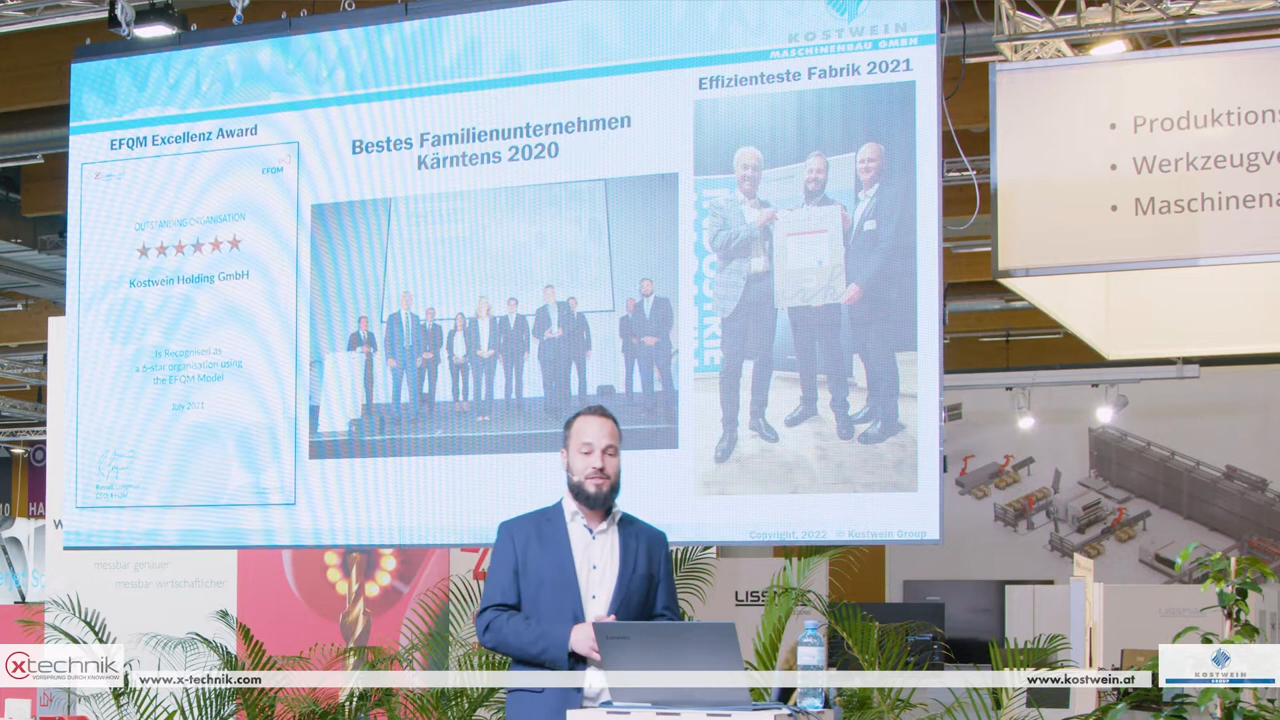 KOSTWEIN
MASCHINENBAU GMBH
EFQM Excellenz Award
Bestes Familienunternehmen
Kärntens 2020
Effizienteste Fabrik 2021
EFQM
OUTSTANDING ORGANISATION
Kostwein Holding GmbH
Is Recognised as
a 6-star organisation using
the EFQM Model
July 2021
Copyright, 2022 © Kostwein Group
• Produktions
• Werkzeugve
• Maschinena
messbar genauer
messbar wirtschaftlicher
Lenovo
xtechnik
VORSPRUNG DURCH KNOW-HOW
www.x-technik.com
www.kostwein.at
KOSTWEIN
GROUP